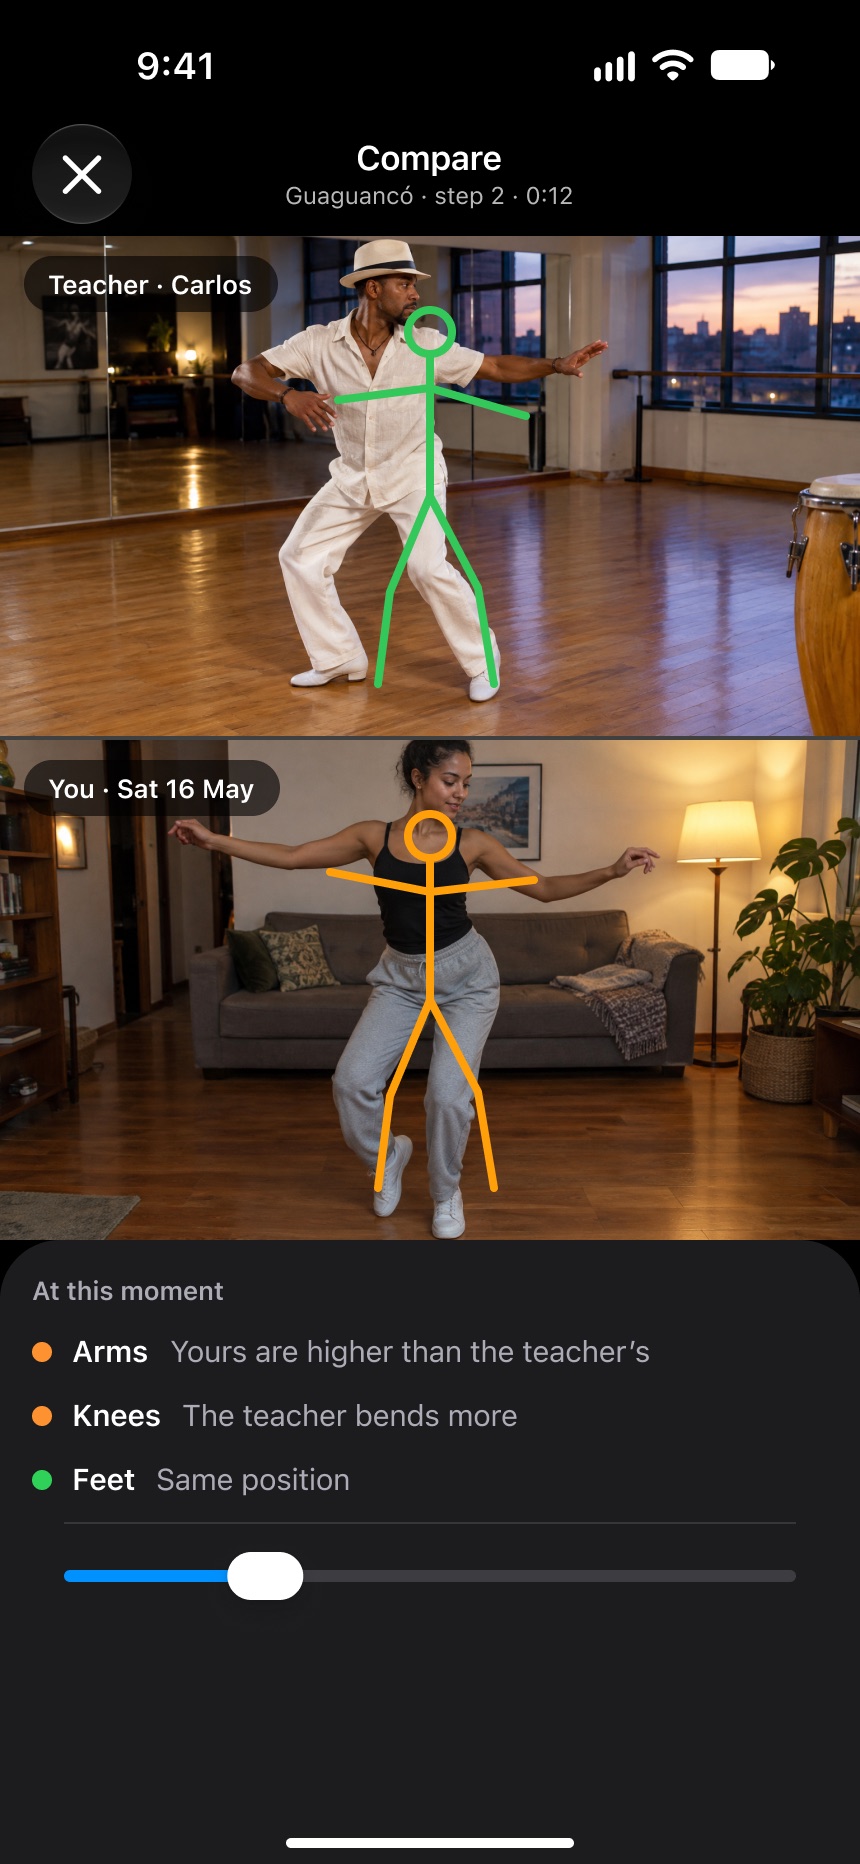 9:41
Compare
Guaguancó · step 2 · 0:12
Teacher · Carlos
You · Sat 16 May
At this moment
Arms Yours are higher than the teacher’s
Knees The teacher bends more
Feet Same position